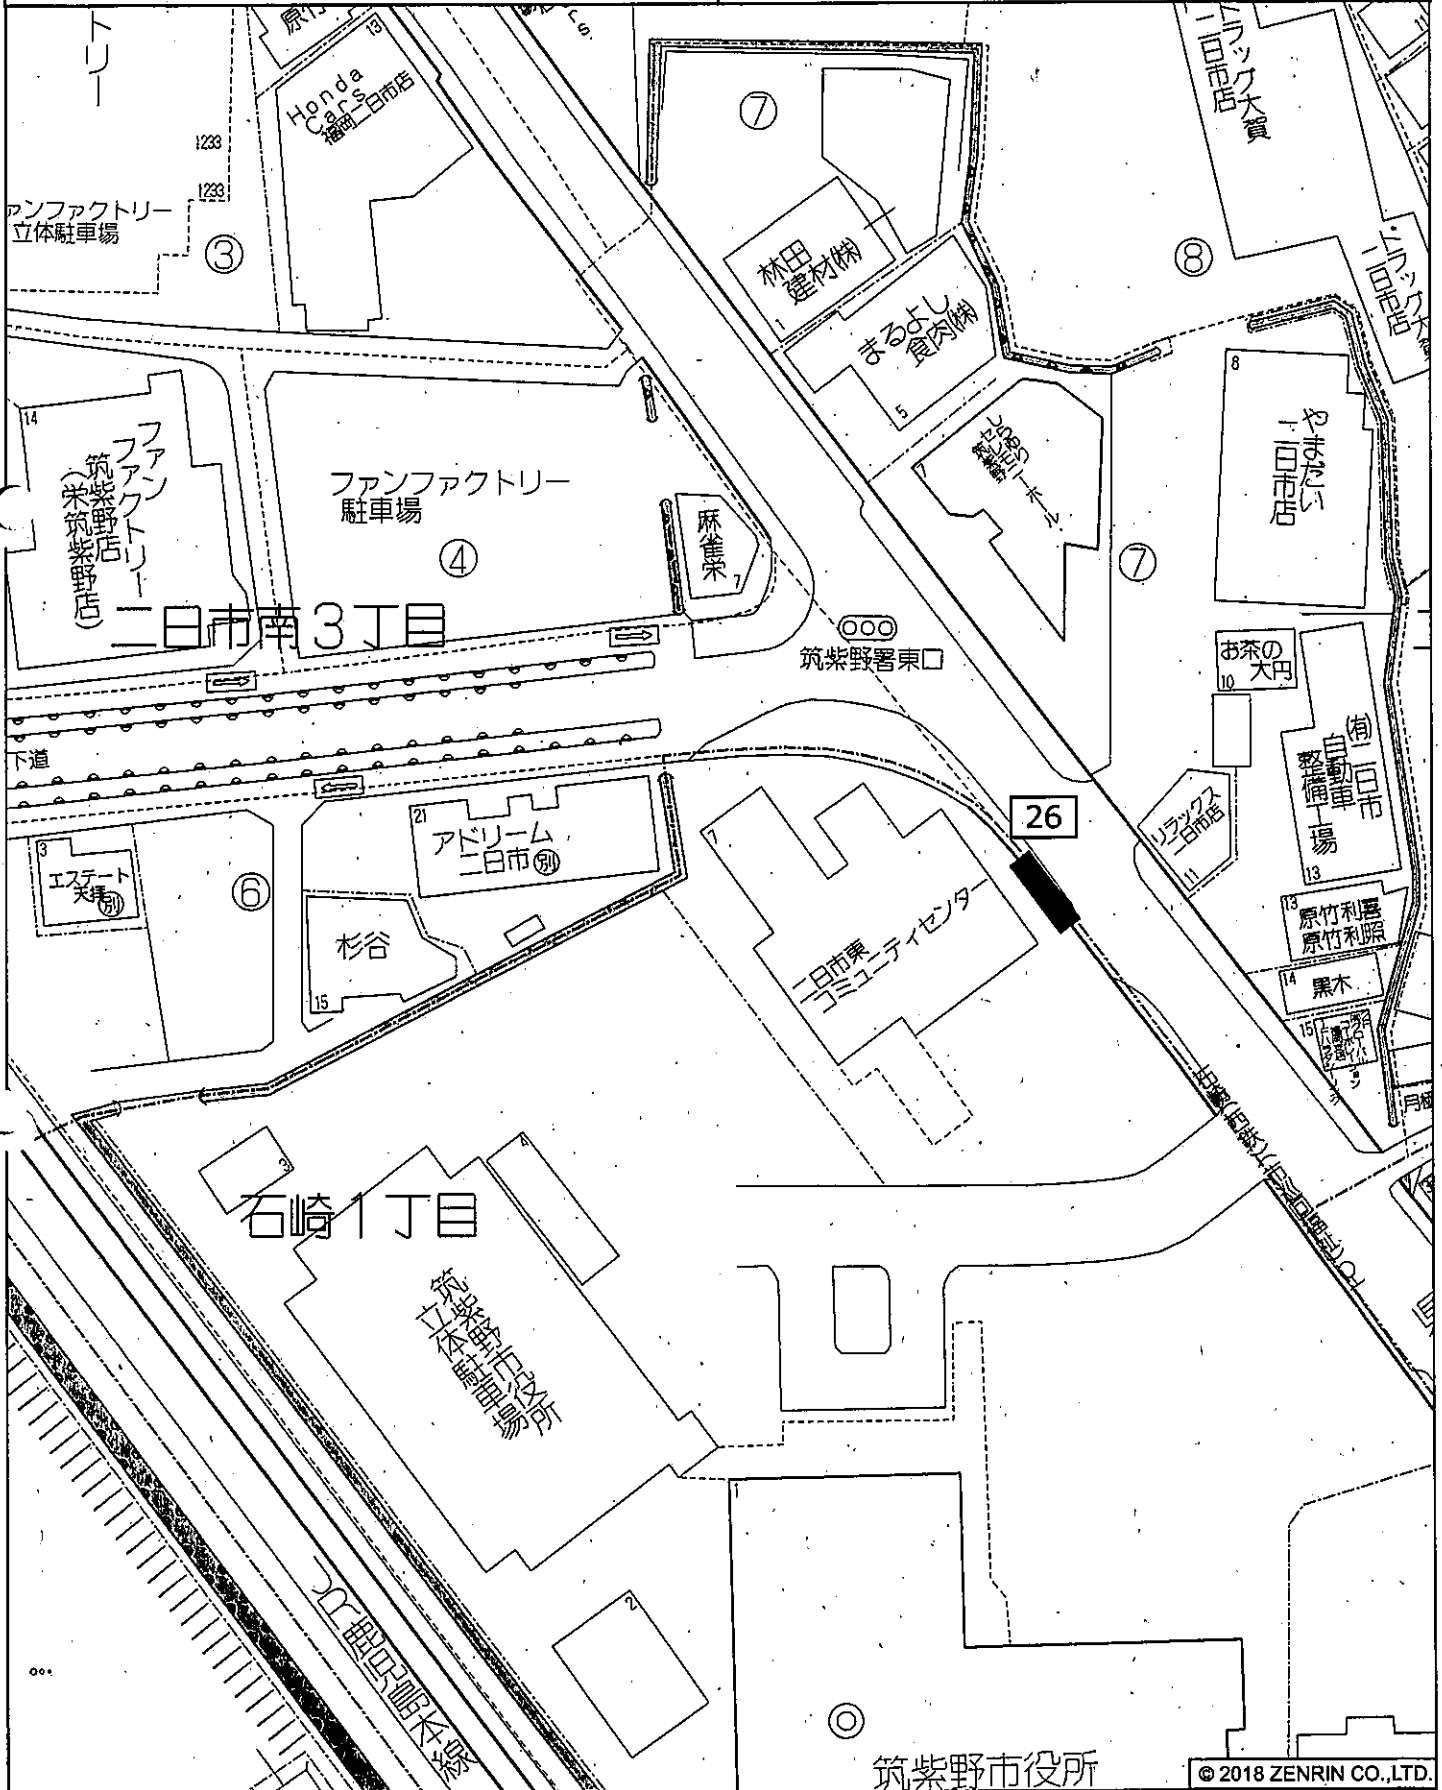 トリー
原竹
13
Honda
Cars
福岡二日市店
1233
1233
ァンファクトリー
立体駐車場
③
⑦
林田
建材㈱
1
まるよし
食肉㈱
5
⑧
ドラッグ大賀
二日市店
ドラッグ大賀
二日市店
11
14
ファン
ファクトリー
筑紫野店
(栄筑紫野店)
ファンファクトリー
駐車場
④
麻雀栄
7
7
⑦
8
やまだい
二日市店
二日市南3丁目
筑紫野署東口
お茶の
大円
10
㈲二日市
自動車
整備工場
13
下道
21
アドリーム
二日市 別
3
エステート
天拝 別
⑥
杉谷
15
7
二日市東
コミュニティセンター
26
リラックス
二日市店
11
13
原竹利喜
原竹利照
14
黒木
15
月極
3
4
石崎1丁目
筑紫野市役所
立体駐車場
1
2
JR鹿児島本線
筑紫野市役所
© 2018 ZENRIN CO.,LTD.